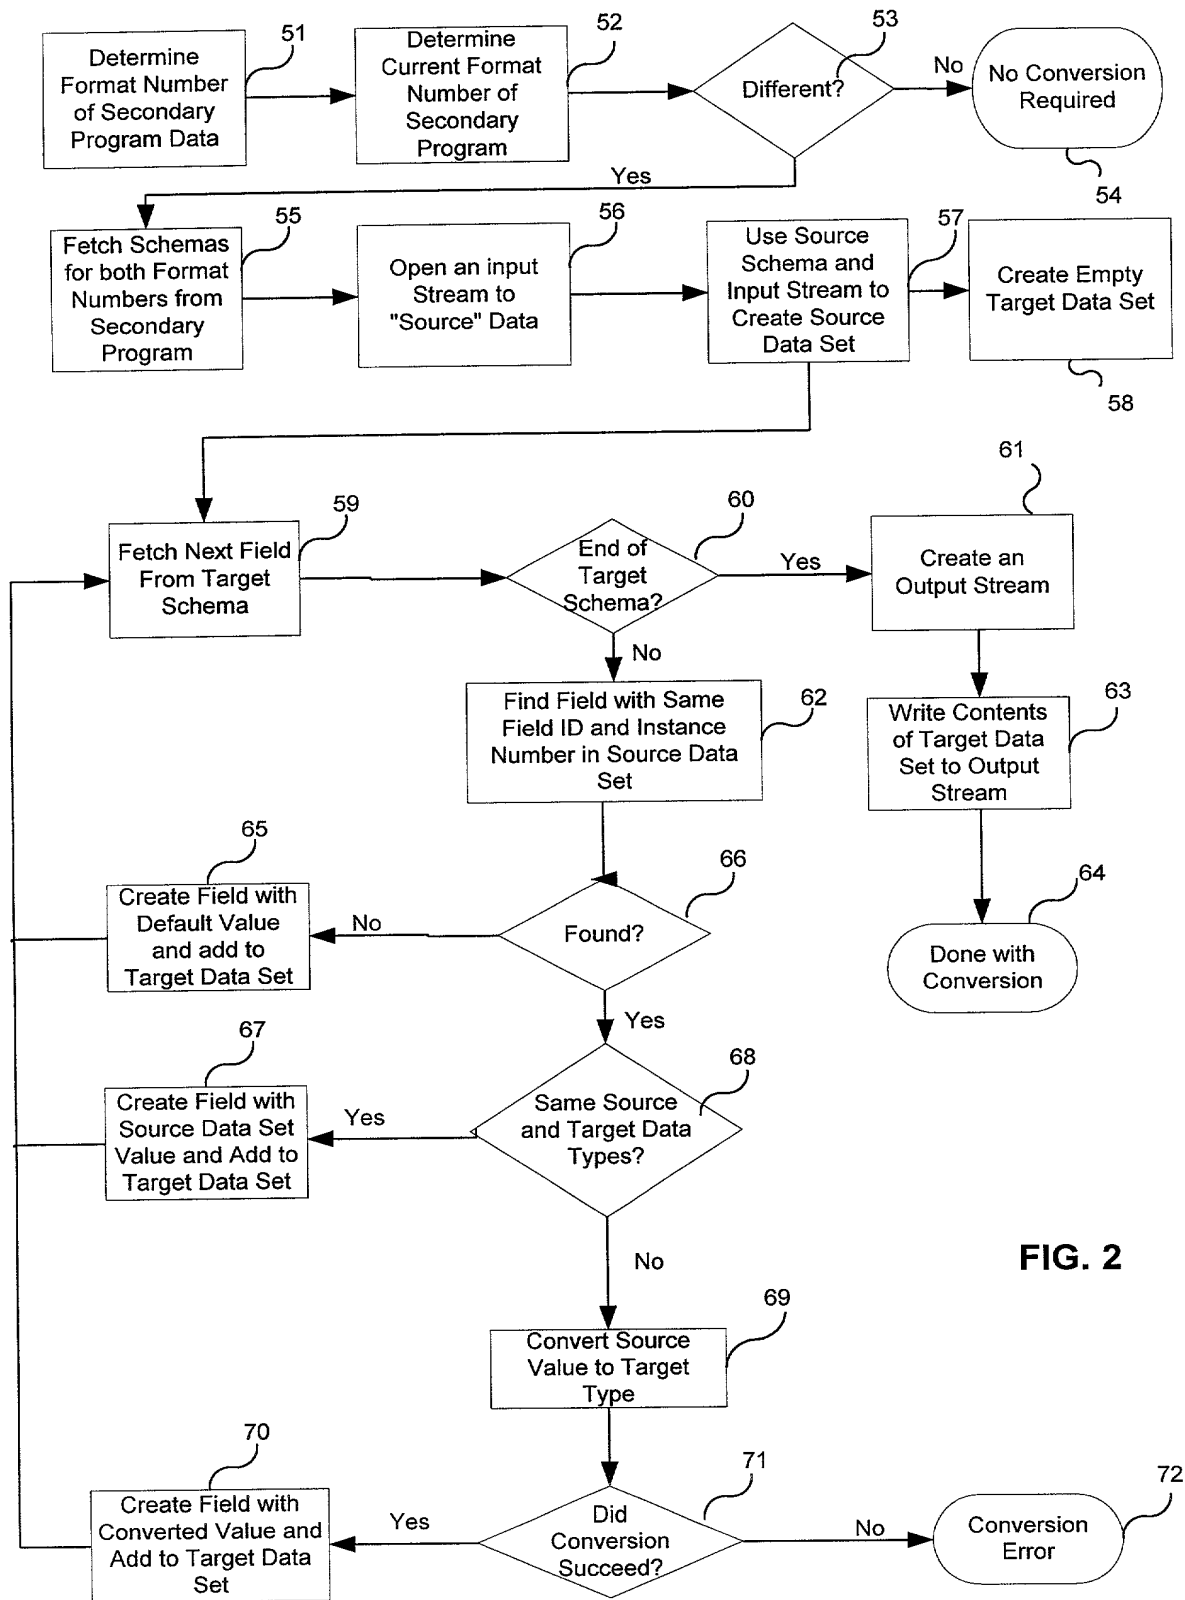 51
Determine
Format Number
of Secondary
Program Data
52
Determine
Current Format
Number of
Secondary
Program
53
Different?
No
No Conversion
Required
54
Yes
55
Fetch Schemas
for both Format
Numbers from
Secondary
Program
56
Open an input
Stream to
"Source" Data
57
Use Source
Schema and
Input Stream to
Create Source
Data Set
Create Empty
Target Data Set
58
59
Fetch Next Field
From Target
Schema
60
End of
Target
Schema?
Yes
61
Create an
Output Stream
No
62
Find Field with Same
Field ID and Instance
Number in Source Data
Set
63
Write Contents
of Target Data
Set to Output
Stream
64
Done with
Conversion
65
Create Field with
Default Value
and add to
Target Data Set
No
66
Found?
Yes
67
Create Field with
Source Data Set
Value and Add to
Target Data Set
Yes
68
Same Source
and Target Data
Types?
No
FIG. 2
69
Convert Source
Value to Target
Type
70
Create Field with
Converted Value and
Add to Target Data
Set
Yes
71
Did
Conversion
Succeed?
No
72
Conversion
Error